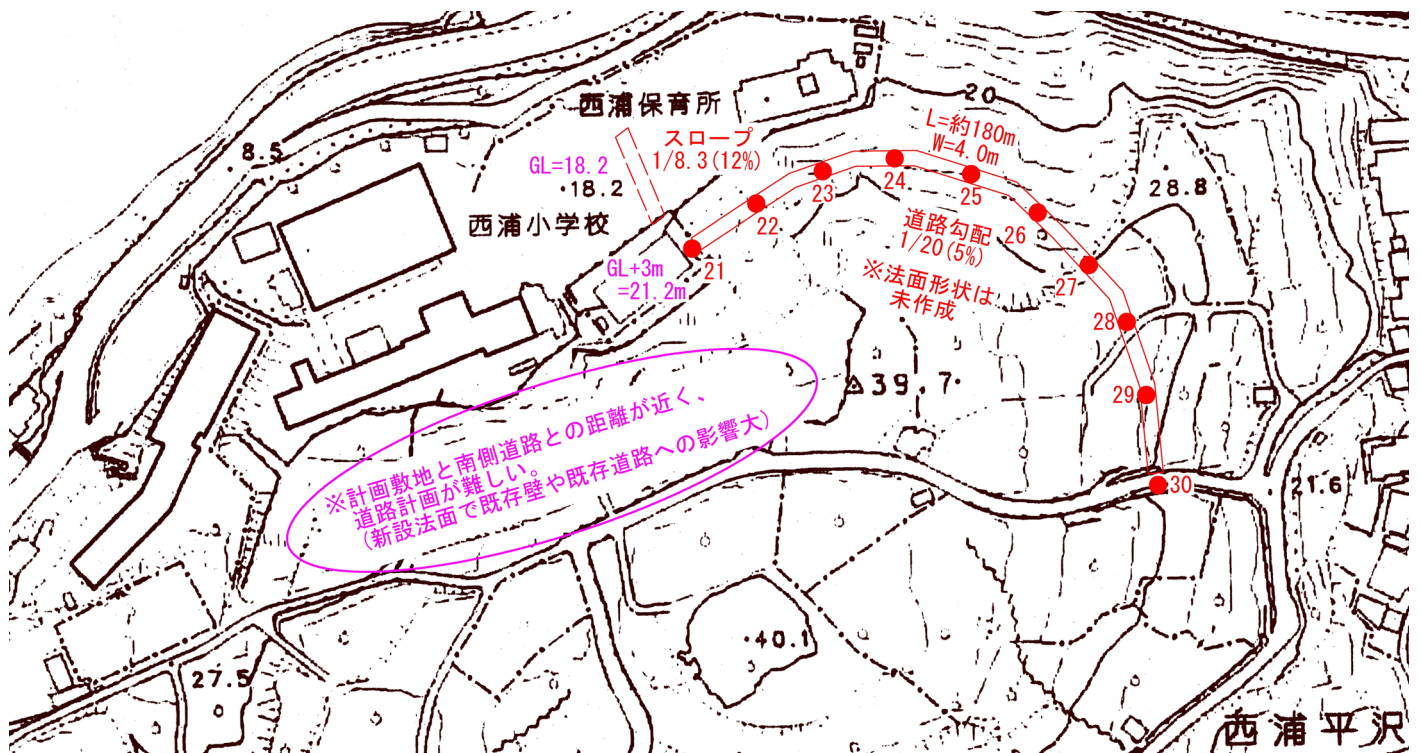 西浦保育所
20
L=約180m
W=4.0m
8.5
スロープ
1/8.3(12%)
GL=18.2
18.2
西浦小学校
GL+3m
=21.2m
21
22
23
24
25
26
27
28
29
30
28.8
道路勾配
1/20(5%)
※法面形状は
未作成
39.7
※計画敷地と南側道路との距離が近く、
道路計画が難しい。
(新設法面で既存壁や既存道路への影響大)
21.6
40.1
27.5
西浦平沢